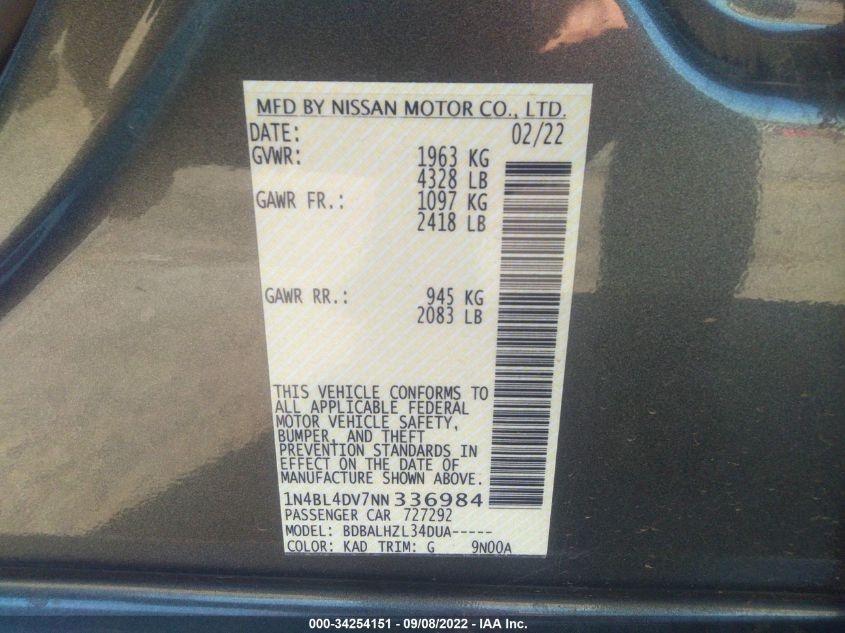 MFD BY NISSAN MOTOR CO., LTD.
DATE: 02/22
GVWR: 1963 KG
4328 LB
GAWR FR.: 1097 KG
2418 LB
GAWR RR.: 945 KG
2083 LB
THIS VEHICLE CONFORMS TO
ALL APPLICABLE FEDERAL
MOTOR VEHICLE SAFETY,
BUMPER, AND THEFT
PREVENTION STANDARDS IN
EFFECT ON THE DATE OF
MANUFACTURE SHOWN ABOVE.
1N4BL4DV7NN336984
PASSENGER CAR 727292
MODEL: BDBALHZL34DUA-----
COLOR: KAD TRIM: G 9N00A
000-34254151 - 09/08/2022 - IAA Inc.